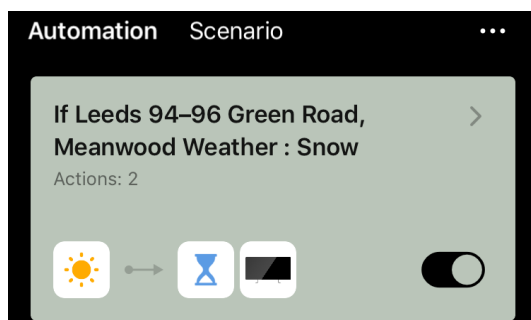 Automation Scenario
If Leeds 94–96 Green Road,
Meanwood Weather : Snow
Actions: 2